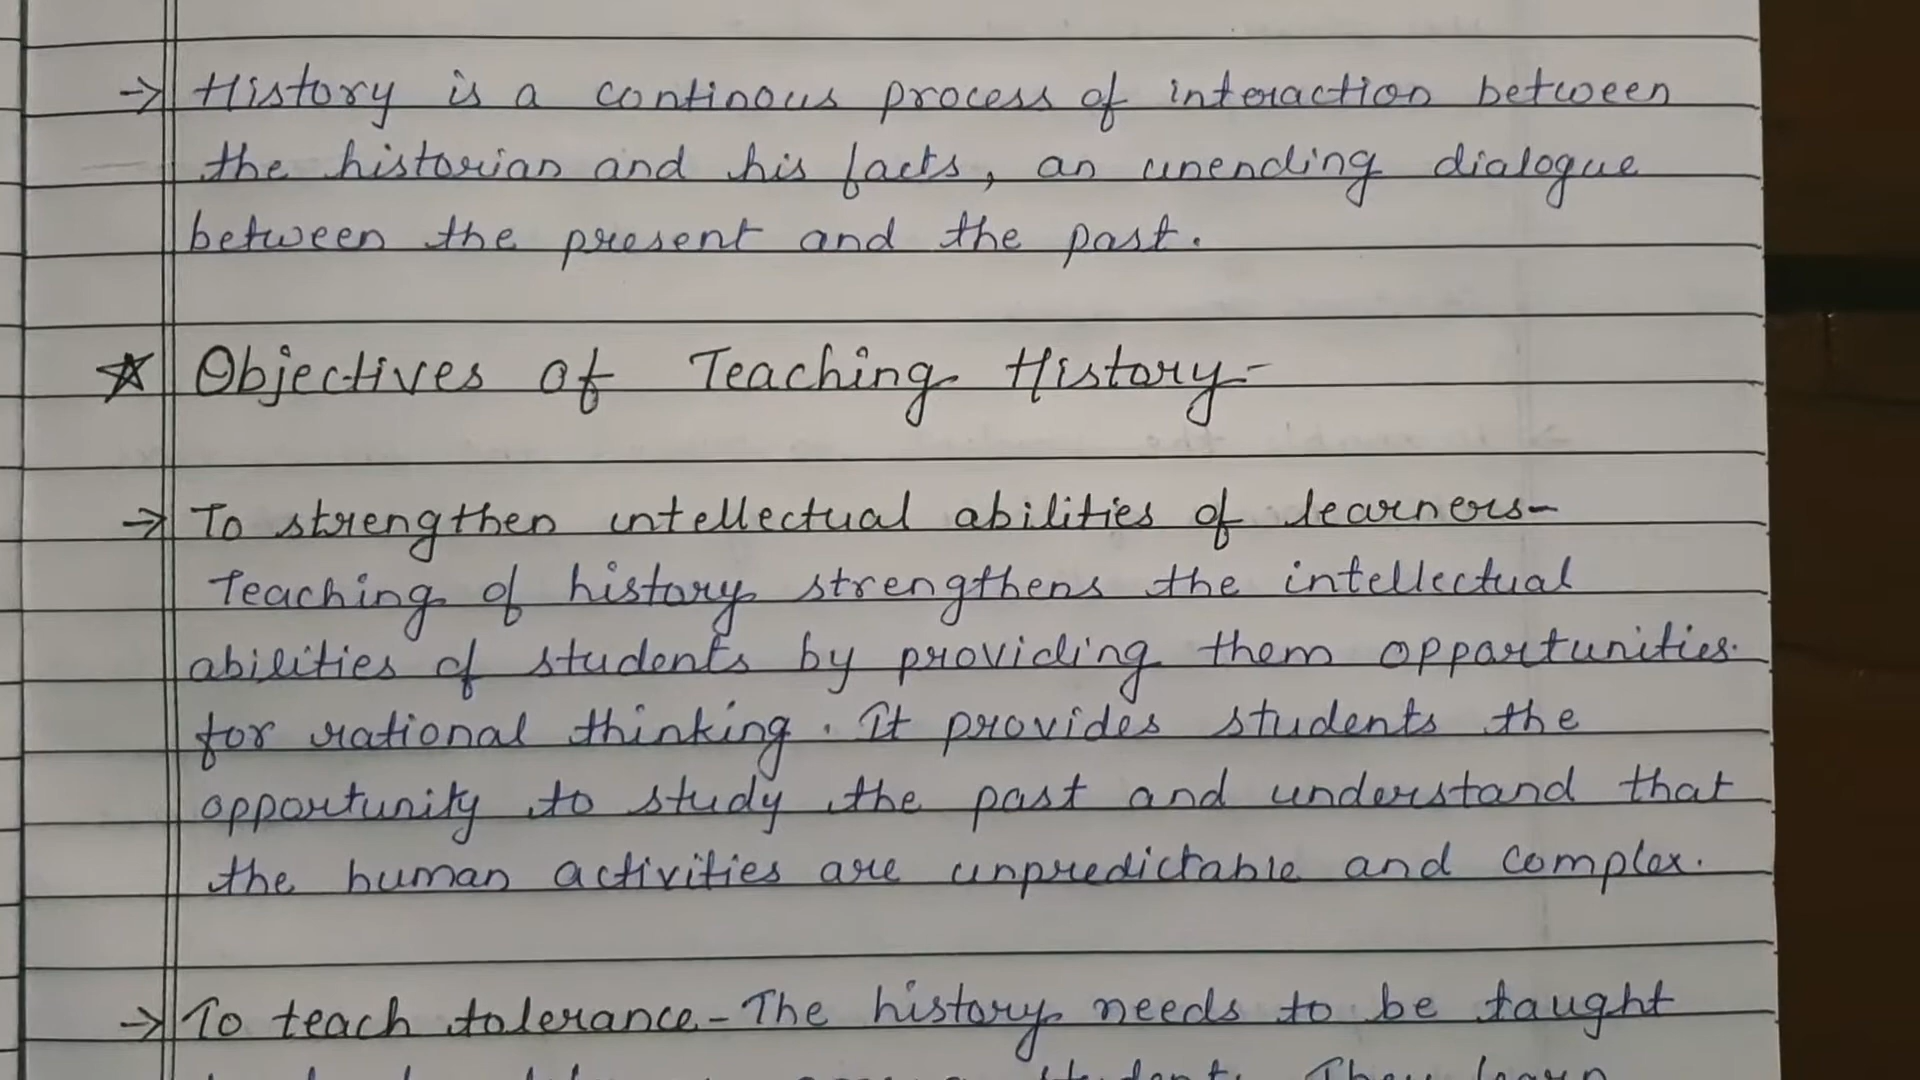 → History is a continous process of interaction between
the historian and his facts, an unending dialogue
between the present and the past.
☆ Objectives of Teaching History-
→ To strengthen intellectual abilities of learners-
Teaching of history strengthens the intellectual
abilities of students by providing them opportunities
for rational thinking. It provides students the
opportunity to study the past and understand that
the human activities are unpredictable and complex.
→ To teach tolerance - The history needs to be taught
They learn